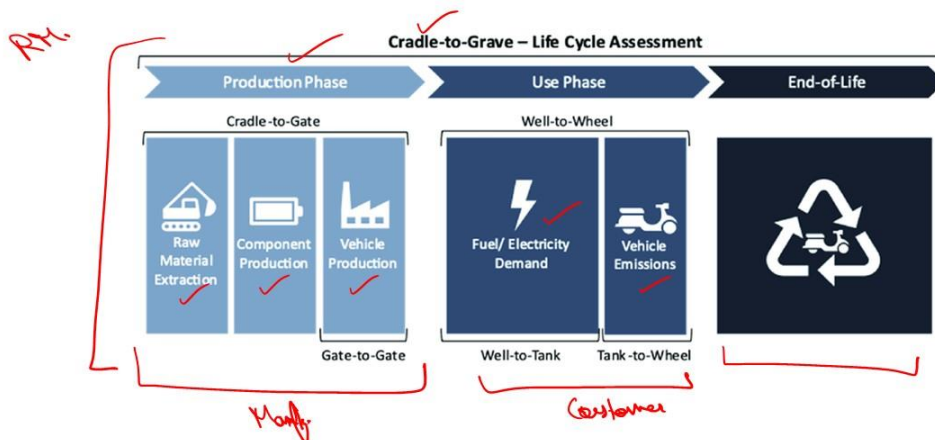 RM.
Cradle-to-Grave – Life Cycle Assessment
Production Phase
Use Phase
End-of-Life
Cradle-to-Gate
Well-to-Wheel
Raw
Material
Extraction
Component
Production
Vehicle
Production
Fuel/ Electricity
Demand
Vehicle
Emissions
Gate-to-Gate
Well-to-Tank
Tank-to-Wheel
Manf.
Costomer